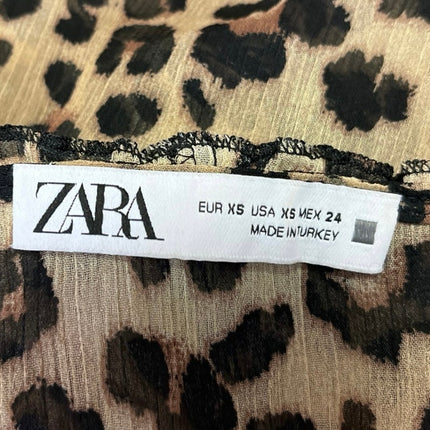 ZARA
EUR XS USA XS MEX 24
MADE IN TURKEY